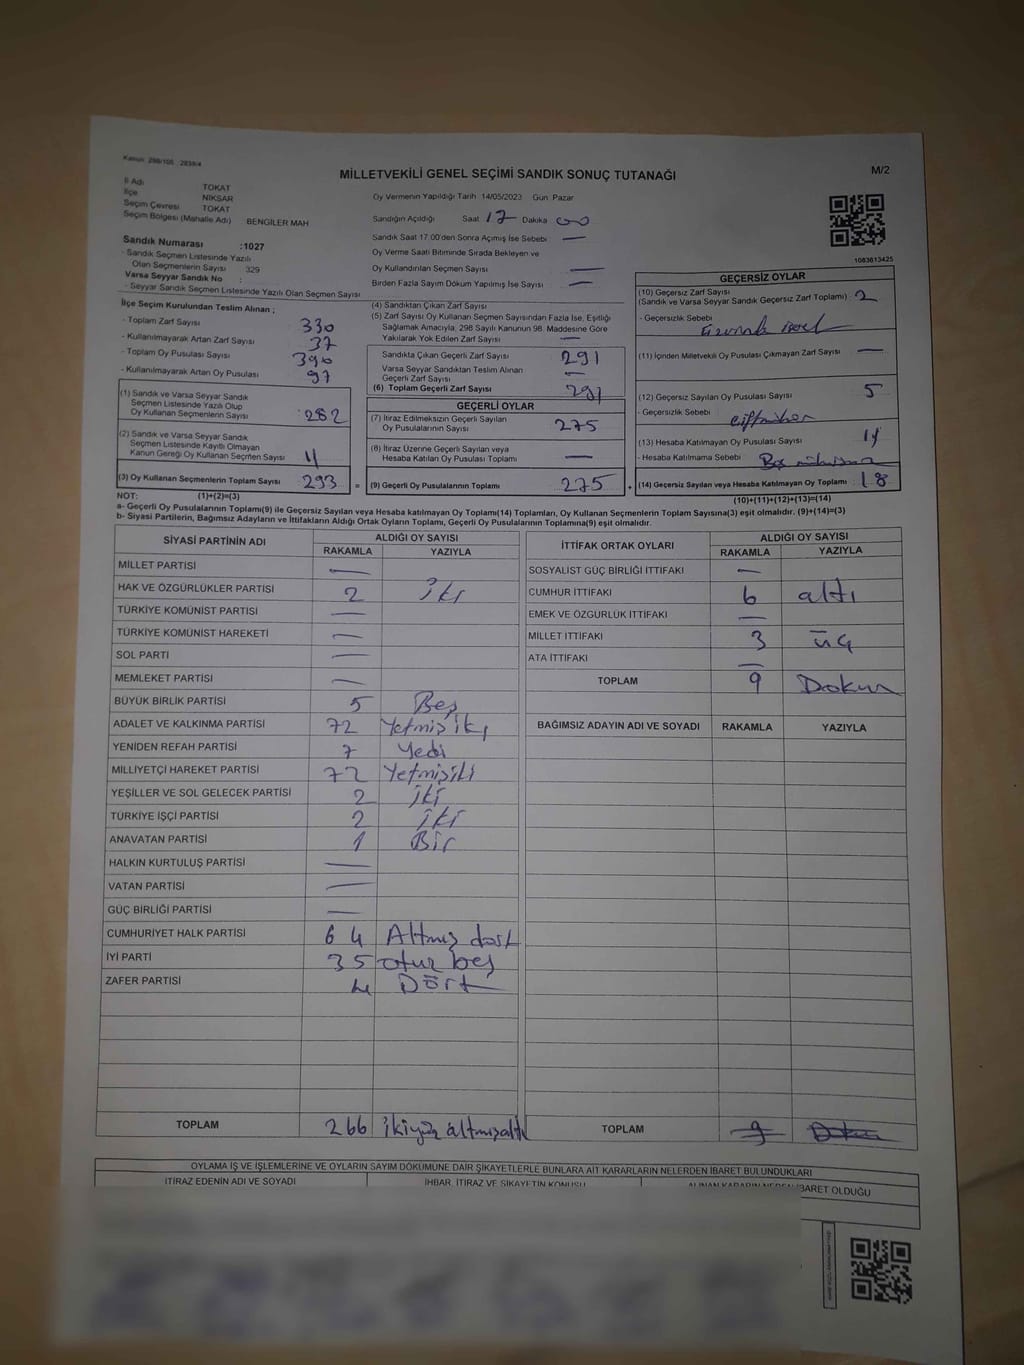 Kanun: 298/105 , 2839/4
MİLLETVEKİLİ GENEL SEÇİMİ SANDIK SONUÇ TUTANAĞI
M/2
İl Adı TOKAT
İlçe NİKSAR
Seçim Çevresi TOKAT
Seçim Bölgesi (Mahalle Adı) BENGİLER MAH
Oy Vermenin Yapıldığı Tarih 14/05/2023 Gün Pazar
Sandığın Açıldığı Saat 17 Dakika 00
Sandık Saat 17:00'den Sonra Açımış İse Sebebi —
Oy Verme Saati Bitiminde Sırada Bekleyen ve
Oy Kullandırılan Seçmen Sayısı —
Birden Fazla Sayım Döküm Yapılmış İse Sayısı —
1083613425
Sandık Numarası :1027
- Sandık Seçmen Listesinde Yazılı
Olan Seçmenlerin Sayısı 329
Varsa Seyyar Sandık No :
- Seyyar Sandık Seçmen Listesinde Yazılı Olan Seçmen Sayısı
İlçe Seçim Kurulundan Teslim Alınan ;
- Toplam Zarf Sayısı 330
- Kullanılmayarak Artan Zarf Sayısı 37
- Toplam Oy Pusulası Sayısı 390
- Kullanılmayarak Artan Oy Pusulası 97
(1) Sandık ve Varsa Seyyar Sandık
Seçmen Listesinde Yazılı Olup
Oy Kullanan Seçmenlerin Sayısı :282
(2) Sandık ve Varsa Seyyar Sandık
Seçmen Listesinde Kayıtlı Olmayan
Kanun Gereği Oy Kullanan Seçmen Sayısı 11
(3) Oy Kullanan Seçmenlerin Toplam Sayısı 293 =
(4) Sandıktan Çıkan Zarf Sayısı
(5) Zarf Sayısı Oy Kullanan Seçmen Sayısından Fazla İse, Eşitliği
Sağlamak Amacıyla, 298 Sayılı Kanunun 98. Maddesine Göre
Yakılarak Yok Edilen Zarf Sayısı —
Sandıkta Çıkan Geçerli Zarf Sayısı 291
Varsa Seyyar Sandıktan Teslim Alınan
Geçerli Zarf Sayısı —
(6) Toplam Geçerli Zarf Sayısı 291
GEÇERLİ OYLAR
(7) İtiraz Edilmeksizin Geçerli Sayılan
Oy Pusulalarının Sayısı 275
(8) İtiraz Üzerine Geçerli Sayılan veya
Hesaba Katılan Oy Pusulası Toplamı —
(9) Geçerli Oy Pusulalarının Toplamı 275 +
GEÇERSİZ OYLAR
(10) Geçersiz Zarf Sayısı
(Sandık ve Varsa Seyyar Sandık Geçersiz Zarf Toplamı) : 2
- Geçersizlik Sebebi
(11) İçinden Milletvekili Oy Pusulası Çıkmayan Zarf Sayısı —
(12) Geçersiz Sayılan Oy Pusulası Sayısı 5
- Geçersizlik Sebebi
(13) Hesaba Katılmayan Oy Pusulası Sayısı 11
- Hesaba Katılmama Sebebi
(14) Geçersiz Sayılan veya Hesaba Katılmayan Oy Toplamı 18
NOT: (1)+(2)=(3)
(10)+(11)+(12)+(13)=(14)
a- Geçerli Oy Pusulasının Toplamı(9) ile Geçersiz Sayılan veya Hesaba katılmayan Oy Toplamı(14) Toplamları, Oy Kullanan Seçmenlerin Toplam Sayısına(3) eşit olmalıdır. (9)+(14)=(3)
b- Siyasi Partilerin, Bağımsız Adayların ve İttifakların Aldığı Ortak Oyların Toplamı, Geçerli Oy Pusulalarının Toplamına(9) eşit olmalıdır.
SİYASİ PARTİNİN ADI ALDIĞI OY SAYISI
RAKAMLA YAZIYLA
MİLLET PARTİSİ —
HAK VE ÖZGÜRLÜKLER PARTİSİ 2 iki
TÜRKİYE KOMÜNİST PARTİSİ —
TÜRKİYE KOMÜNİST HAREKETİ —
SOL PARTİ —
MEMLEKET PARTİSİ —
BÜYÜK BİRLİK PARTİSİ 5 Beş
ADALET VE KALKINMA PARTİSİ 72 Yetmiş iki
YENİDEN REFAH PARTİSİ 7 Yedi
MİLLİYETÇİ HAREKET PARTİSİ 72 Yetmişiki
YEŞİLLER VE SOL GELECEK PARTİSİ 2 iki
TÜRKİYE İŞÇİ PARTİSİ 2 iki
ANAVATAN PARTİSİ 1 Bir
HALKIN KURTULUŞ PARTİSİ —
VATAN PARTİSİ —
GÜÇ BİRLİĞİ PARTİSİ —
CUMHURİYET HALK PARTİSİ 64 Altmış dört
İYİ PARTİ 35 otuz beş
ZAFER PARTİSİ 4 Dört
TOPLAM 266 ikiyüz altmışaltı
İTTİFAK ORTAK OYLARI ALDIĞI OY SAYISI
RAKAMLA YAZIYLA
SOSYALİST GÜÇ BİRLİĞİ İTTİFAKI —
CUMHUR İTTİFAKI 6 altı
EMEK VE ÖZGÜRLÜK İTTİFAKI —
MİLLET İTTİFAKI 3 üç
ATA İTTİFAKI —
TOPLAM 9 Dokuz
BAĞIMSIZ ADAYIN ADI VE SOYADI RAKAMLA YAZIYLA
TOPLAM 9 Dokuz
OYLAMA İŞ VE İŞLEMLERİNE VE OYLARIN SAYIM DÖKÜMÜNE DAİR ŞİKAYETLERLE BUNLARA AİT KARARLARIN NELERDEN İBARET BULUNDUKLARI
İTİRAZ EDENİN ADI VE SOYADI İHBAR, İTİRAZ VE ŞİKAYETİN KONUSU ALINAN KARARIN NEDEN İBARET OLDUĞU